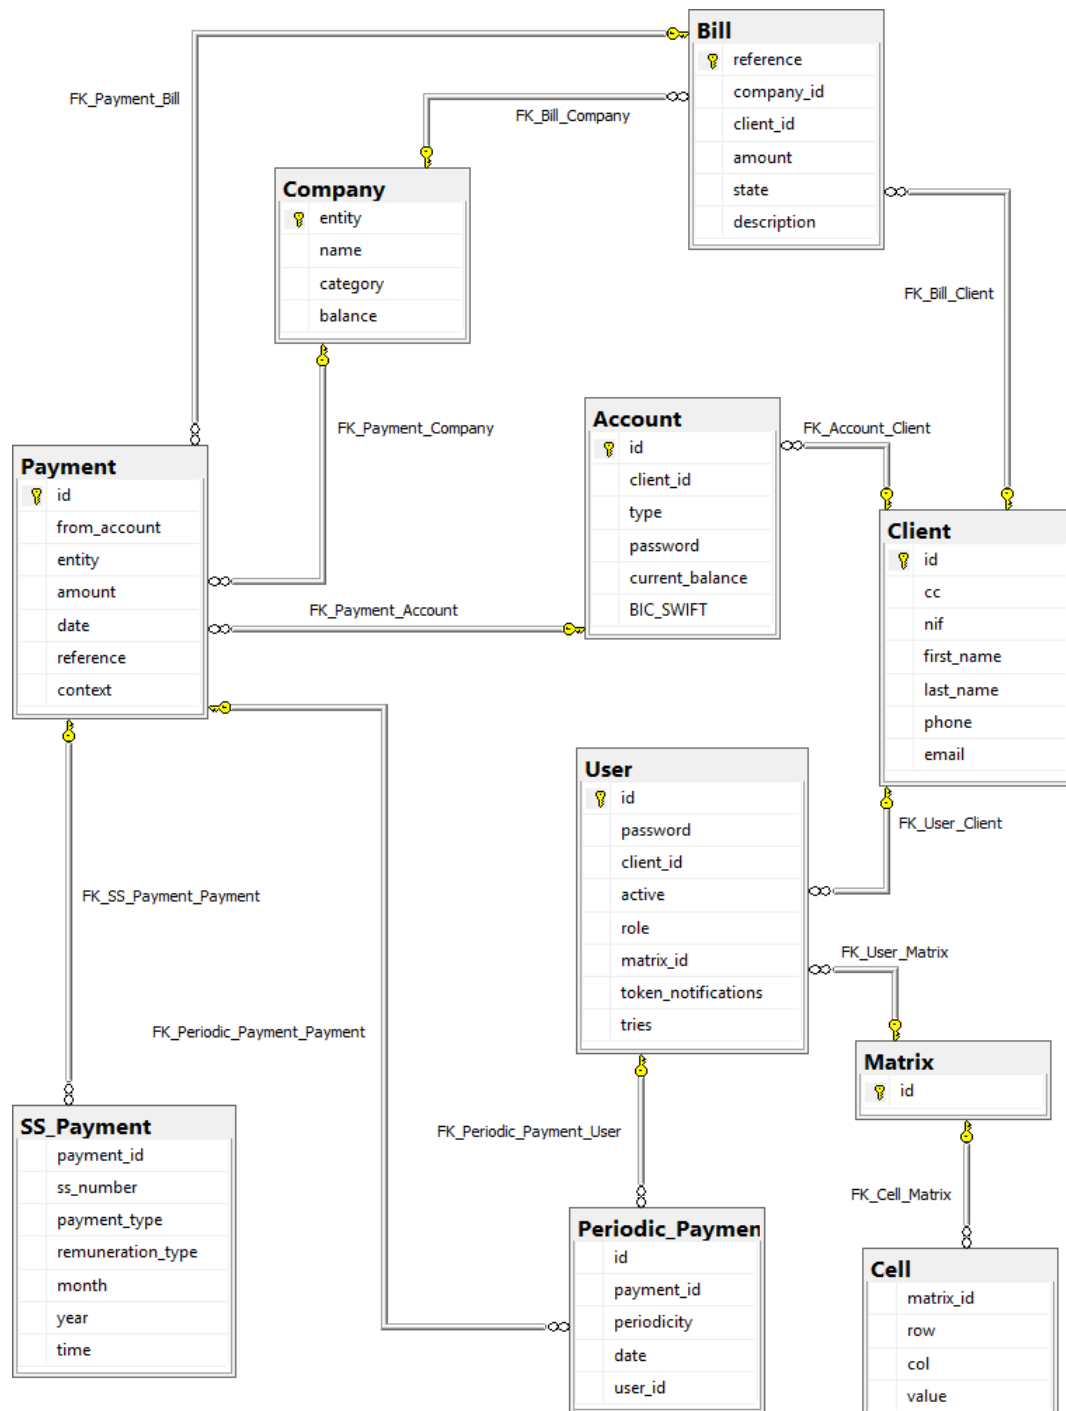 Bill
reference
company_id
client_id
amount
state
description
FK_Payment_Bill
FK_Bill_Company
Company
entity
name
category
balance
FK_Bill_Client
FK_Payment_Company
Account
id
client_id
type
password
current_balance
BIC_SWIFT
FK_Account_Client
Payment
id
from_account
entity
amount
date
reference
context
FK_Payment_Account
Client
id
cc
nif
first_name
last_name
phone
email
User
id
password
client_id
active
role
matrix_id
token_notifications
tries
FK_User_Client
FK_User_Matrix
FK_SS_Payment_Payment
FK_Periodic_Payment_Payment
Matrix
id
SS_Payment
payment_id
ss_number
payment_type
remuneration_type
month
year
time
FK_Periodic_Payment_User
FK_Cell_Matrix
Periodic_Paymen
id
payment_id
periodicity
date
user_id
Cell
matrix_id
row
col
value